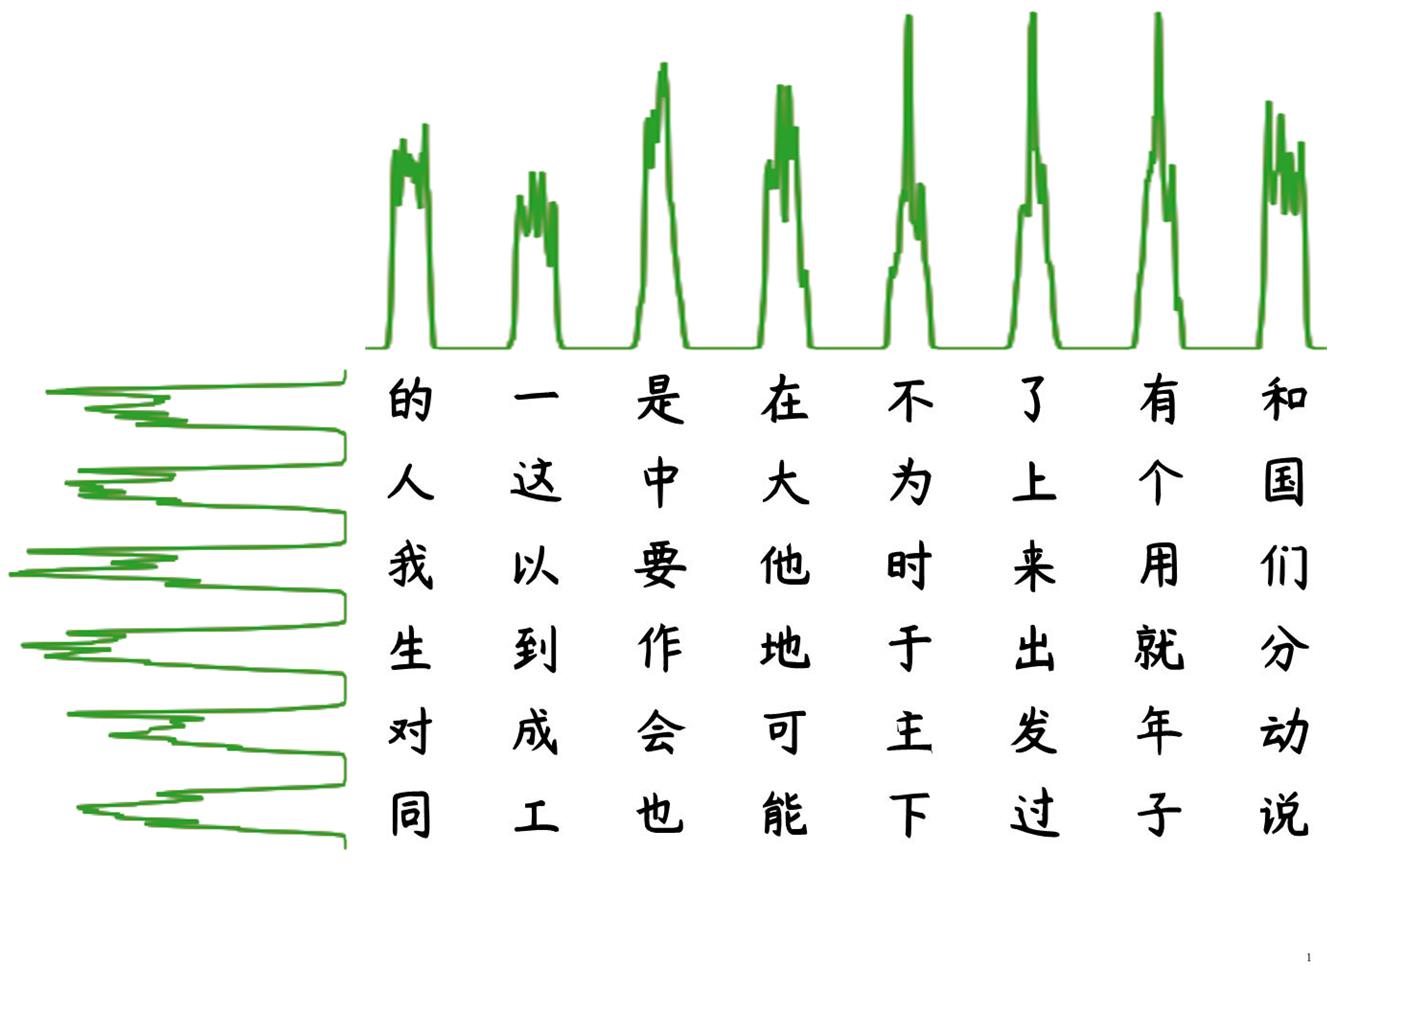 的 一 是 在 不 了 有 和
人 这 中 大 为 上 个 国
我 以 要 他 时 来 用 们
生 到 作 地 于 出 就 分
对 成 会 可 主 发 年 动
同 工 也 能 下 过 子 说
1